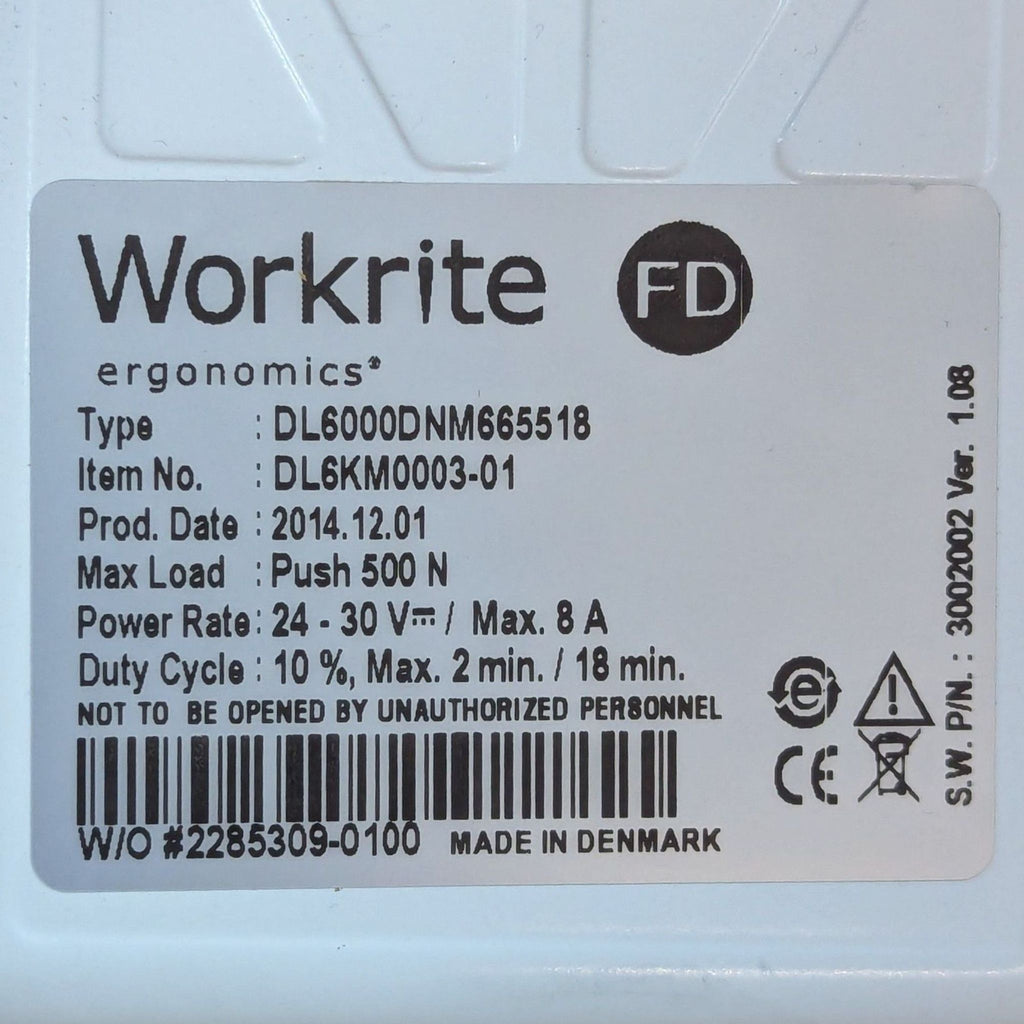 Workrite FD
ergonomics®
Type : DL6000DNM665518
Item No. : DL6KM0003-01
Prod. Date : 2014.12.01
Max Load : Push 500 N
Power Rate : 24 - 30 V⎓ / Max. 8 A
Duty Cycle : 10 %, Max. 2 min. / 18 min.
NOT TO BE OPENED BY UNAUTHORIZED PERSONNEL
W/O #2285309-0100 MADE IN DENMARK
e
CE
S.W. P/N. : 3002002 Ver. 1.08